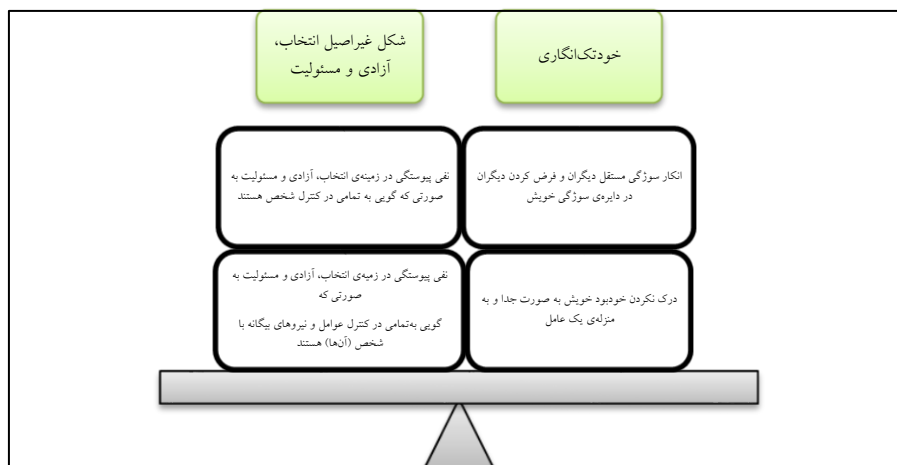 خودتک‌انگاری
شکل غیراصیل انتخاب،
آزادی و مسئولیت
انکار سوژگی مستقل دیگران و فرض کردن دیگران
در دایره‌ی سوژگی خویش
نفی پیوستگی در زمینه‌ی انتخاب، آزادی و مسئولیت به
صورتی که گویی به تمامی در کنترل شخص هستند
درک نکردن خودبود خویش به صورت جدا و به
منزله‌ی یک عامل
نفی پیوستگی در زمینه‌ی انتخاب، آزادی و مسئولیت به
صورتی که
گویی به‌تمامی در کنترل عوامل و نیروهای بیگانه با
شخص (آن‌ها) هستند